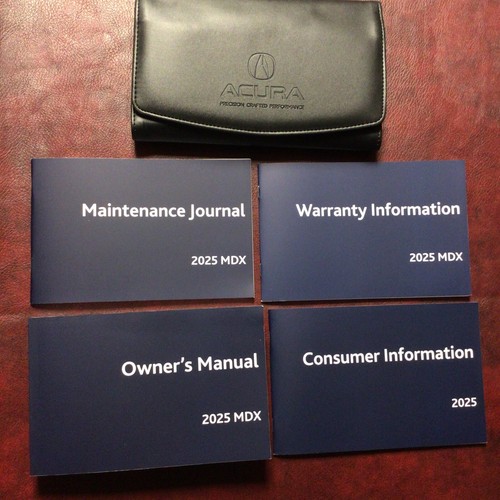 ACURA
PRECISION CRAFTED PERFORMANCE
Maintenance Journal
2025 MDX
Warranty Information
2025 MDX
Owner's Manual
2025 MDX
Consumer Information
2025